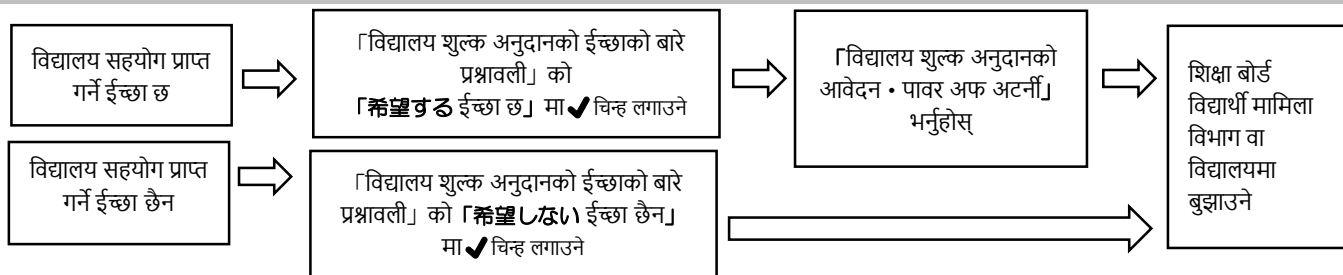 विद्यालय सहयोग प्राप्त
गर्ने ईच्छा छ
「विद्यालय शुल्क अनुदानको ईच्छाको बारे
प्रश्नावली」 को
「希望する ईच्छा छ」 मा ✔ चिन्ह लगाउने
「विद्यालय शुल्क अनुदानको
आवेदन・पावर अफ अटर्नी」
भर्नुहोस्
शिक्षा बोर्ड
विद्यार्थी मामिला
विभाग वा
विद्यालयमा
बुझाउने
विद्यालय सहयोग प्राप्त
गर्ने ईच्छा छैन
「विद्यालय शुल्क अनुदानको ईच्छाको बारे
प्रश्नावली」 को 「希望しない ईच्छा छैन」
मा ✔ चिन्ह लगाउने